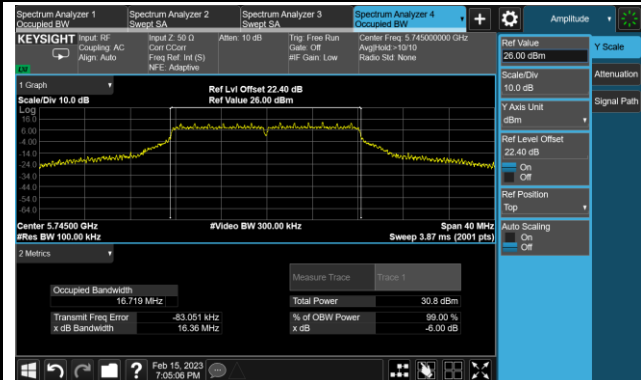 Spectrum Analyzer 1
Occupied BW
Spectrum Analyzer 2
Swept SA
Spectrum Analyzer 3
Swept SA
Spectrum Analyzer 4
Occupied BW
Amplitude
KEYSIGHT
Input: RF
Coupling: AC
Align: Auto
Input Z: 50 Ω
Corr CCorr
Freq Ref: Int (S)
NFE: Adaptive
Atten: 10 dB
Trig: Free Run
Gate: Off
#IF Gain: Low
Center Freq: 5.745000000 GHz
Avg|Hold:>10/10
Radio Std: None
1 Graph
Scale/Div 10.0 dB
Ref Lvl Offset 22.40 dB
Ref Value 26.00 dBm
Log
16.0
6.00
-4.00
-14.0
-24.0
-34.0
-44.0
-54.0
-64.0
Center 5.74500 GHz
#Res BW 100.00 kHz
#Video BW 300.00 kHz
Span 40 MHz
Sweep 3.87 ms (2001 pts)
2 Metrics
Measure Trace
Trace 1
Occupied Bandwidth
16.719 MHz
Total Power
30.8 dBm
Transmit Freq Error
-83.051 kHz
% of OBW Power
99.00 %
x dB Bandwidth
16.36 MHz
x dB
-6.00 dB
Feb 15, 2023
7:05:06 PM
Ref Value
26.00 dBm
Scale/Div
10.0 dB
Y Axis Unit
dBm
Ref Level Offset
22.40 dB
On
Off
Ref Position
Top
Auto Scaling
On
Off
Y Scale
Attenuation
Signal Path